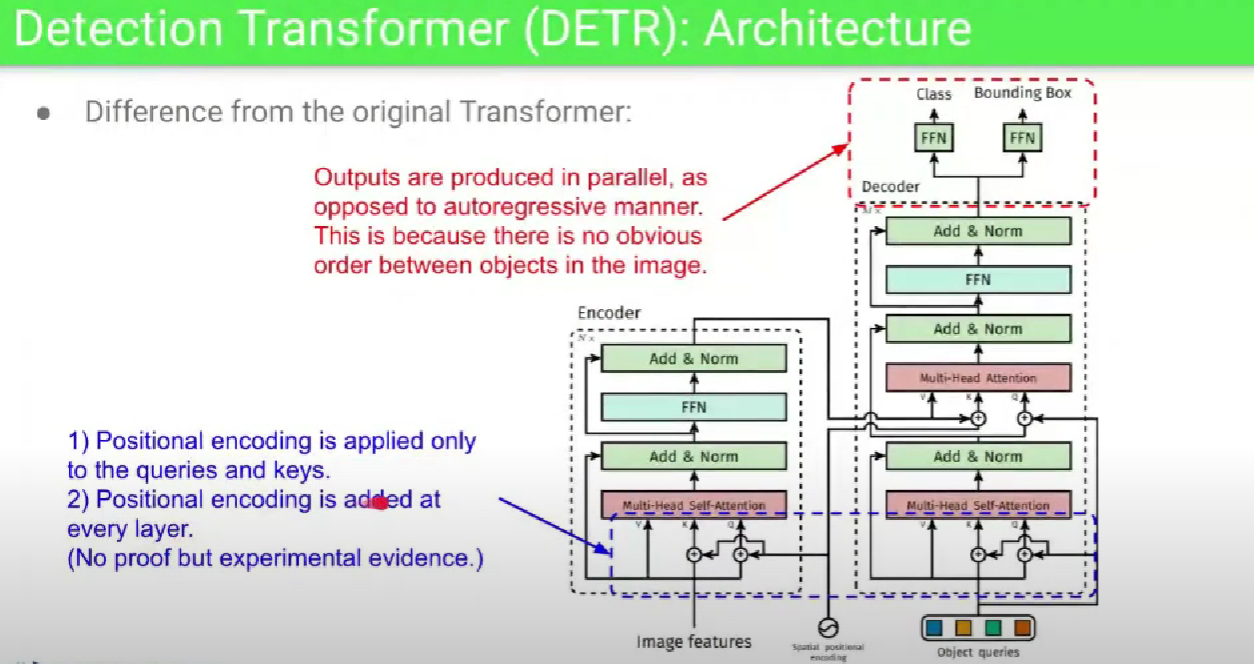 Detection Transformer (DETR): Architecture
● Difference from the original Transformer:
Outputs are produced in parallel, as
opposed to autoregressive manner.
This is because there is no obvious
order between objects in the image.
1) Positional encoding is applied only
to the queries and keys.
2) Positional encoding is added at
every layer.
(No proof but experimental evidence.)
Encoder
N×
Add & Norm
FFN
Add & Norm
Multi-Head Self-Attention
V K Q
Image features
Spatial positional
encoding
Class Bounding Box
FFN FFN
Decoder
Add & Norm
FFN
Add & Norm
Multi-Head Attention
V K Q
Add & Norm
Multi-Head Self-Attention
V K Q
Object queries